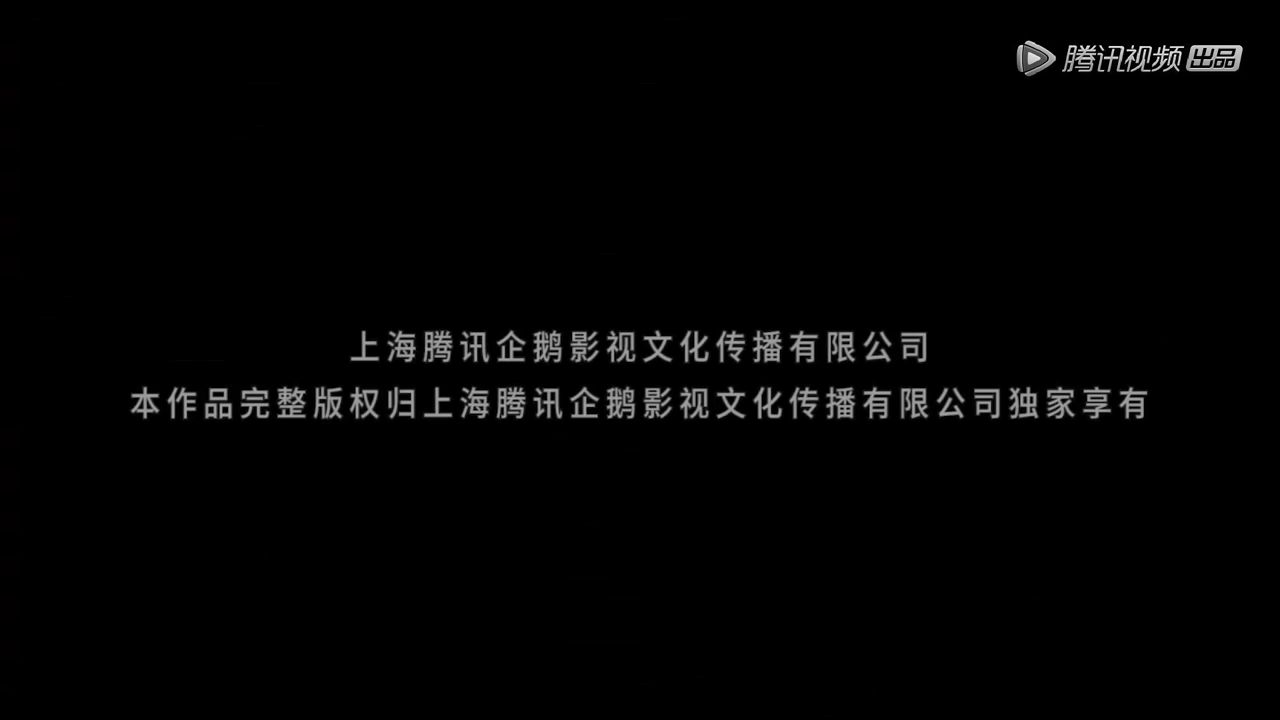 腾讯视频 出品
上海腾讯企鹅影视文化传播有限公司
本作品完整版权归上海腾讯企鹅影视文化传播有限公司独家享有